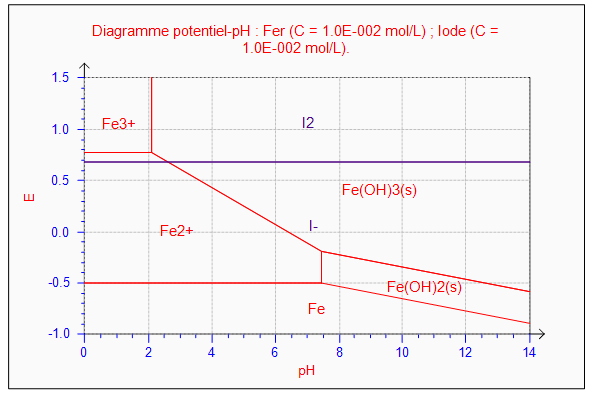 Diagramme potentiel-pH : Fer (C = 1.0E-002 mol/L) ; Iode (C =
1.0E-002 mol/L).
1.5
1.0
Fe3+
I2
0.5
Fe(OH)3(s)
E
0.0
Fe2+
I-
-0.5
Fe(OH)2(s)
Fe
-1.0
0 2 4 6 8 10 12 14
pH